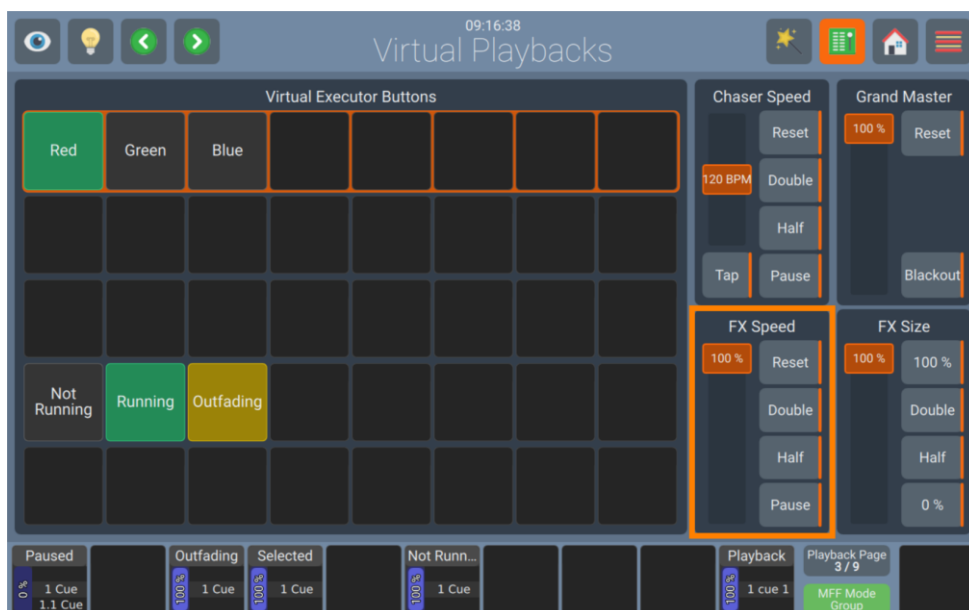 09:16:38
Virtual Playbacks
Virtual Executor Buttons
Red
Green
Blue
Not
Running
Running
Outfading
Chaser Speed
120 BPM
Reset
Double
Half
Tap
Pause
Grand Master
100 %
Reset
Blackout
FX Speed
100 %
Reset
Double
Half
Pause
FX Size
100 %
100 %
Double
Half
0 %
Paused
0 %
1 Cue
1.1 Cue
Outfading
100 %
1 Cue
Selected
100 %
1 Cue
Not Runn...
100 %
1 Cue
Playback
100 %
1 cue 1
Playback Page
3 / 9
MFF Mode
Group